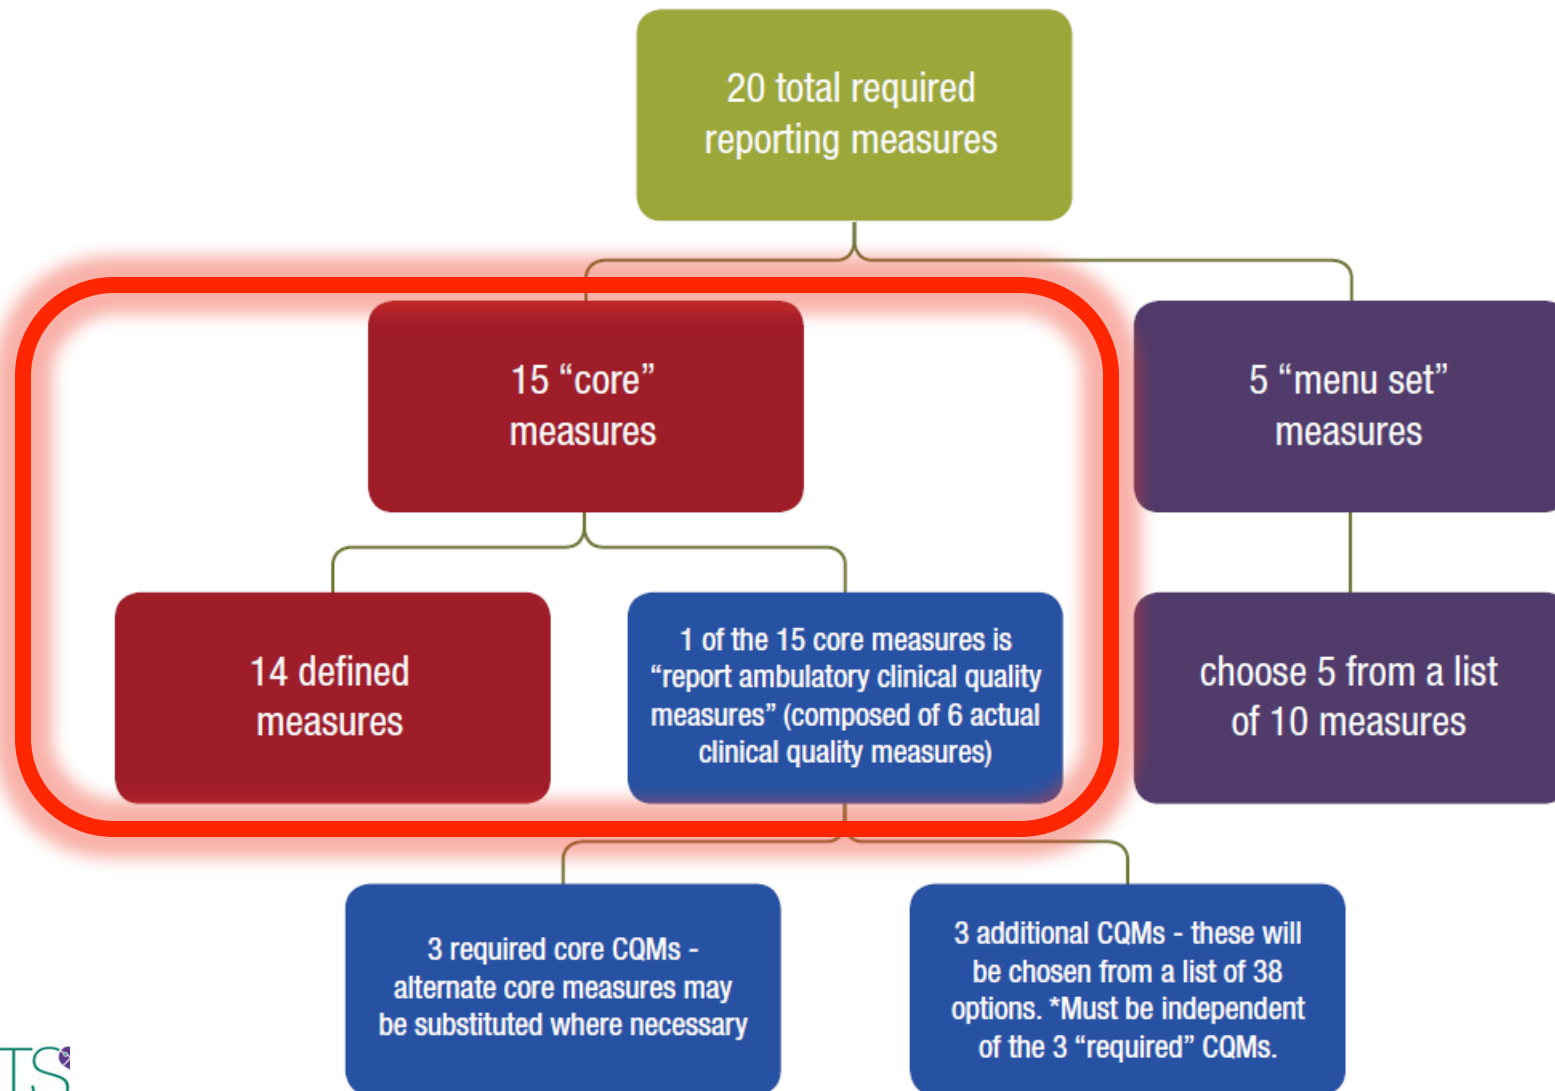 20 total required
reporting measures
15 “core”
measures
5 “menu set”
measures
14 defined
measures
1 of the 15 core measures is
“report ambulatory clinical quality
measures” (composed of 6 actual
clinical quality measures)
choose 5 from a list
of 10 measures
3 required core CQMs -
alternate core measures may
be substituted where necessary
3 additional CQMs - these will
be chosen from a list of 38
options. *Must be independent
of the 3 “required” CQMs.
TS